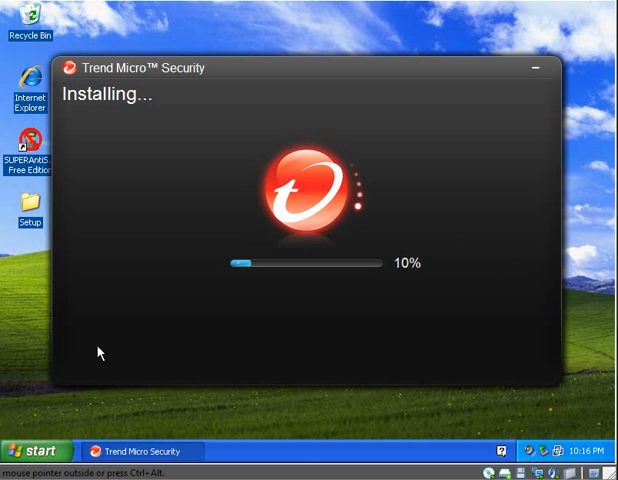 Recycle Bin
Internet
Explorer
SUPERAntiS...
Free Edition
Setup
Trend Micro™ Security
Installing...
10%
start
Trend Micro Security
10:16 PM
mouse pointer outside or press Ctrl+Alt.